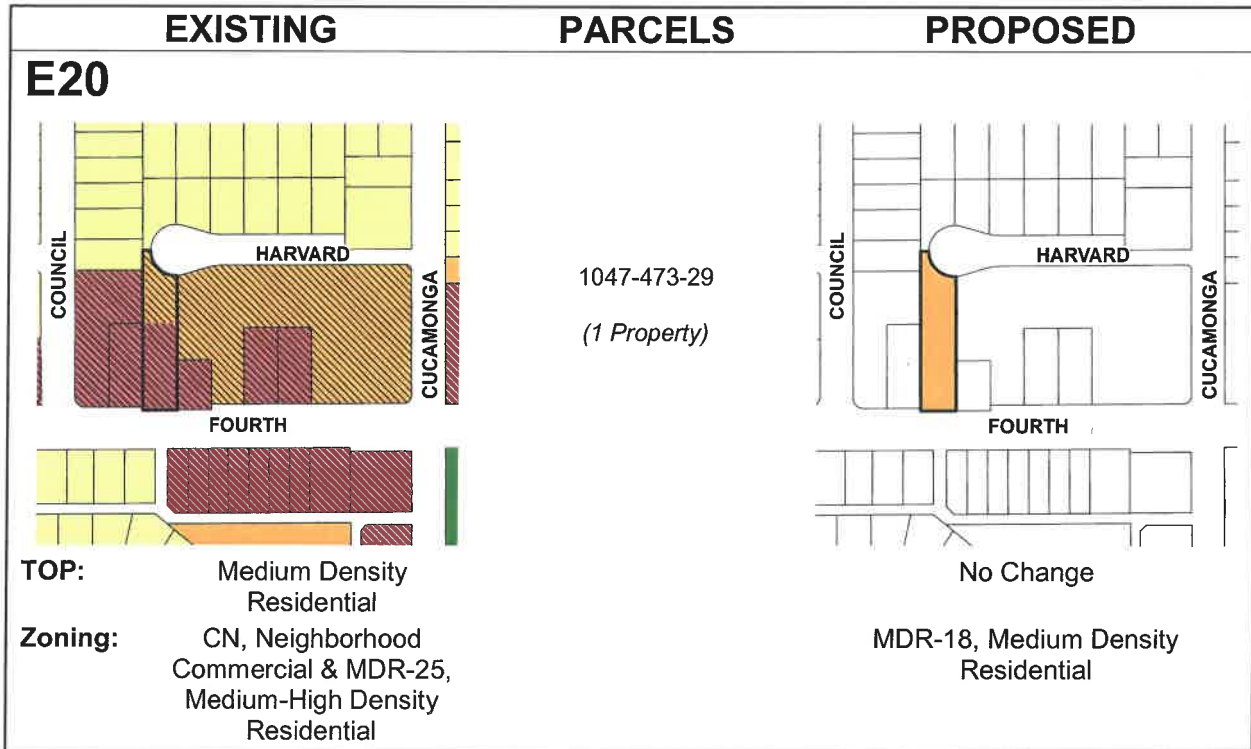 EXISTING PARCELS PROPOSED
E20
COUNCIL
HARVARD
CUCAMONGA
FOURTH
1047-473-29
(1 Property)
COUNCIL
HARVARD
CUCAMONGA
FOURTH
TOP: Medium Density
Residential
No Change
Zoning: CN, Neighborhood
Commercial & MDR-25,
Medium-High Density
Residential
MDR-18, Medium Density
Residential